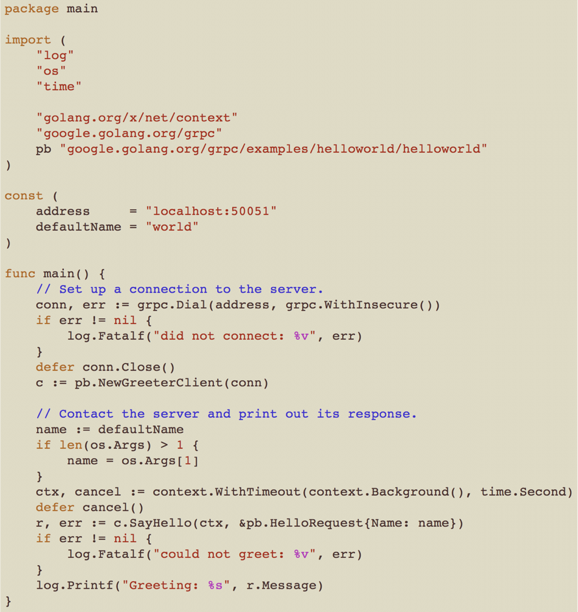 package main

import (
    "log"
    "os"
    "time"

    "golang.org/x/net/context"
    "google.golang.org/grpc"
    pb "google.golang.org/grpc/examples/helloworld/helloworld"
)

const (
    address     = "localhost:50051"
    defaultName = "world"
)

func main() {
    // Set up a connection to the server.
    conn, err := grpc.Dial(address, grpc.WithInsecure())
    if err != nil {
        log.Fatalf("did not connect: %v", err)
    }
    defer conn.Close()
    c := pb.NewGreeterClient(conn)

    // Contact the server and print out its response.
    name := defaultName
    if len(os.Args) > 1 {
        name = os.Args[1]
    }
    ctx, cancel := context.WithTimeout(context.Background(), time.Second)
    defer cancel()
    r, err := c.SayHello(ctx, &pb.HelloRequest{Name: name})
    if err != nil {
        log.Fatalf("could not greet: %v", err)
    }
    log.Printf("Greeting: %s", r.Message)
}